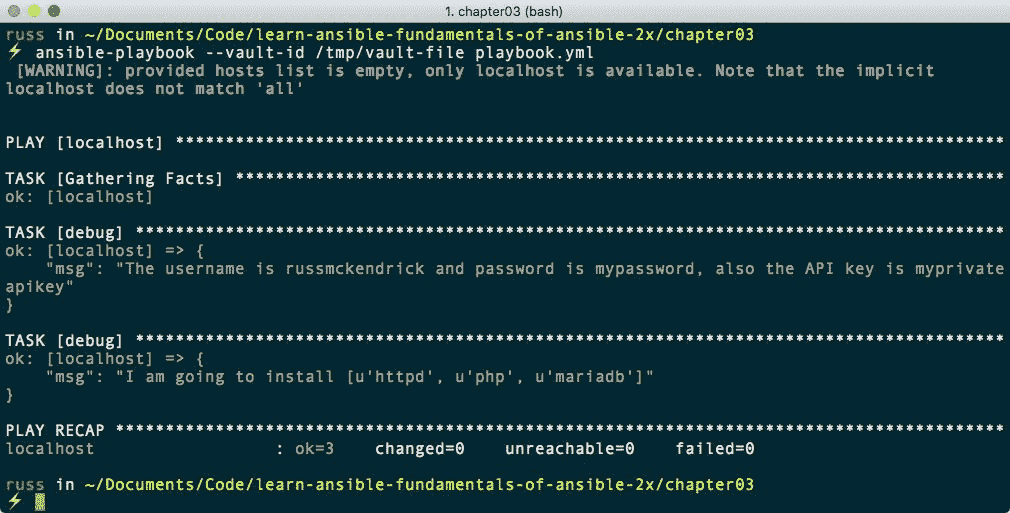 1. chapter03 (bash)
russ in ~/Documents/Code/learn-ansible-fundamentals-of-ansible-2x/chapter03
⚡ ansible-playbook --vault-id /tmp/vault-file playbook.yml
 [WARNING]: provided hosts list is empty, only localhost is available. Note that the implicit
localhost does not match 'all'
PLAY [localhost] ***********************************************************************************
TASK [Gathering Facts] *****************************************************************************
ok: [localhost]
TASK [debug] ***************************************************************************************
ok: [localhost] => {
    "msg": "The username is russmckendrick and password is mypassword, also the API key is myprivate
apikey"
}
TASK [debug] ***************************************************************************************
ok: [localhost] => {
    "msg": "I am going to install [u'httpd', u'php', u'mariadb']"
}
PLAY RECAP *****************************************************************************************
localhost                  : ok=3    changed=0    unreachable=0    failed=0
russ in ~/Documents/Code/learn-ansible-fundamentals-of-ansible-2x/chapter03
⚡